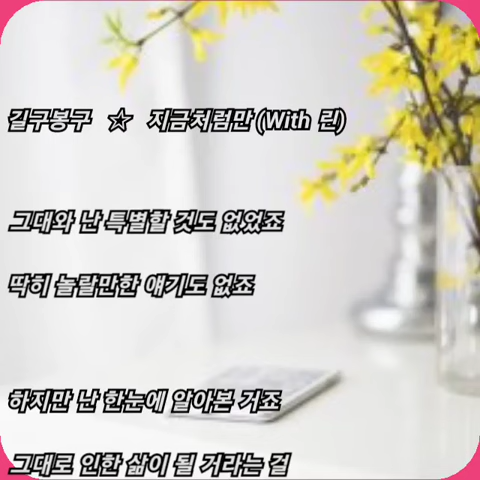 길구봉구 ☆ 지금처럼만 (With 린)
그대와 난 특별할 것도 없었죠
딱히 놀랄만한 얘기도 없죠
하지만 난 한눈에 알아본 거죠
그대로 인한 삶이 될 거라는 걸